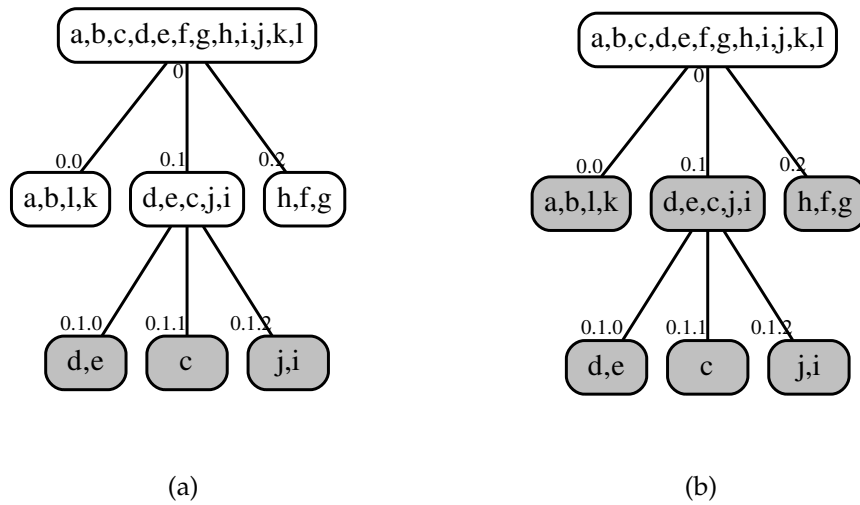 a,b,c,d,e,f,g,h,i,j,k,l
0
0.0
0.1
0.2
a,b,l,k
d,e,c,j,i
h,f,g
0.1.0
0.1.1
0.1.2
d,e
c
j,i
(a)
a,b,c,d,e,f,g,h,i,j,k,l
0
0.0
0.1
0.2
a,b,l,k
d,e,c,j,i
h,f,g
0.1.0
0.1.1
0.1.2
d,e
c
j,i
(b)